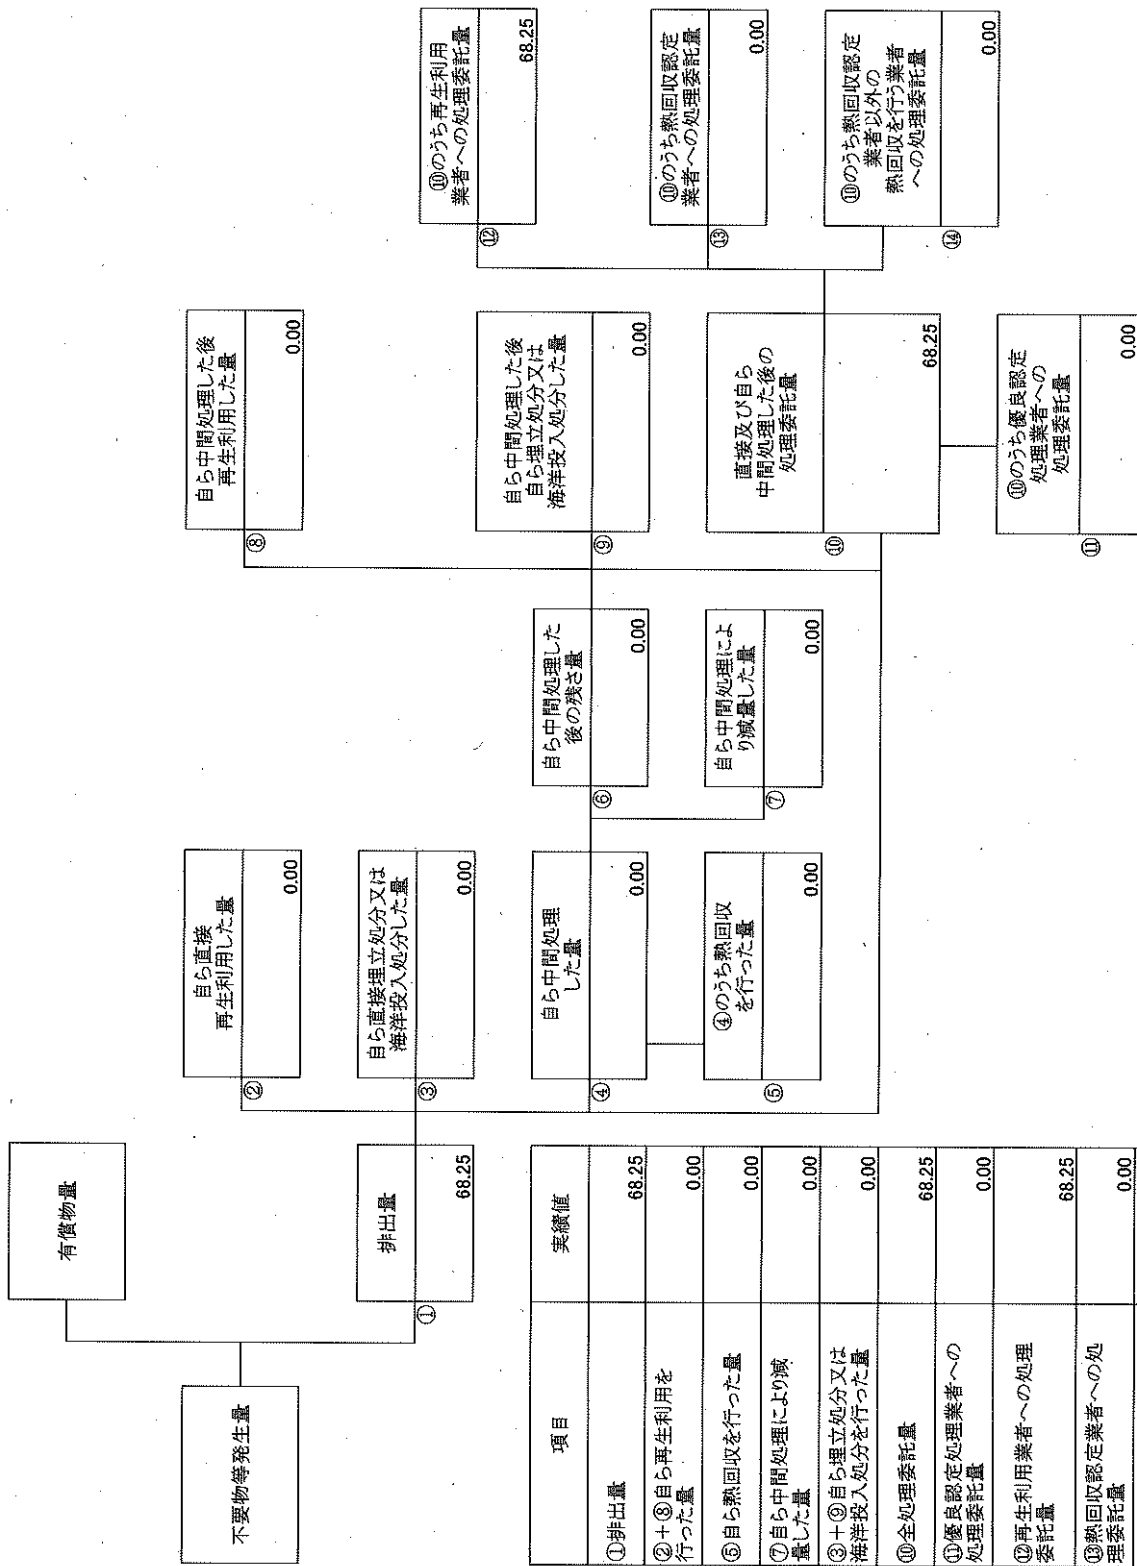 不要物等発生量
有償物量
排出量
①
68.25
自ら直接
再生利用した量
②
0.00
自ら直接埋立処分又は
海洋投入処分した量
③
0.00
自ら中間処理
した量
④
0.00
④のうち熱回収
を行った量
⑤
0.00
自ら中間処理した
後の残さ量
⑥
0.00
自ら中間処理によ
り減量した量
⑦
0.00
自ら中間処理した後
再生利用した量
⑧
0.00
自ら中間処理した後
自ら埋立処分又は
海洋投入処分した量
⑨
0.00
直接及び自ら
中間処理した後の
処理委託量
⑩
68.25
⑩のうち優良認定
処理業者への
処理委託量
⑪
0.00
⑩のうち再生利用
業者への処理委託量
⑫
68.25
⑩のうち熱回収認定
業者への処理委託量
⑬
0.00
⑩のうち熱回収認定
業者以外の
熱回収を行う業者
への処理委託量
⑭
0.00
項目 実績値
①排出量 68.25
②+⑧自ら再生利用を
行った量 0.00
⑤自ら熱回収を行った量 0.00
⑦自ら中間処理により減
量した量 0.00
③+⑨自ら埋立処分又は
海洋投入処分を行った量 0.00
⑩全処理委託量 68.25
⑪優良認定処理業者への
処理委託量 0.00
⑫再生利用業者への処理
委託量 68.25
⑬熱回収認定業者への処
理委託量 0.00